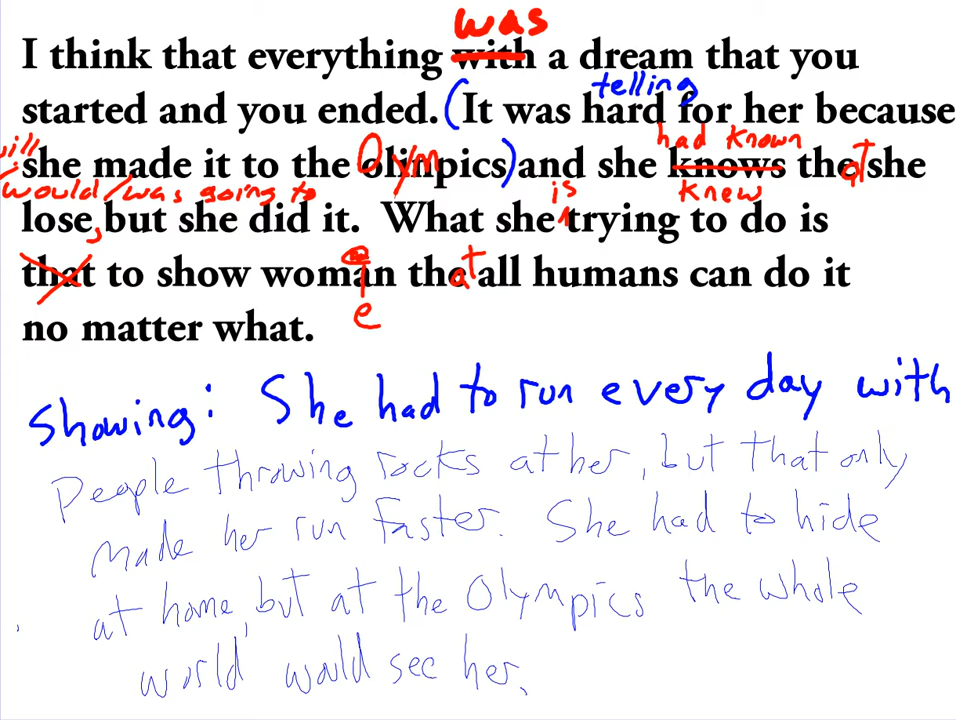 was
I think that everything with a dream that you
telling
started and you ended. (It was hard for her because
will had known
she made it to the olimpics) and she knows the she
Olym at
would/was going to is knew
lose, but she did it. What she trying to do is
that to show woman the all humans can do it
at
e
no matter what.
Showing: She had to run every day with
People throwing rocks at her, but that only
made her run faster. She had to hide
at home, but at the Olympics the whole
world would see her.